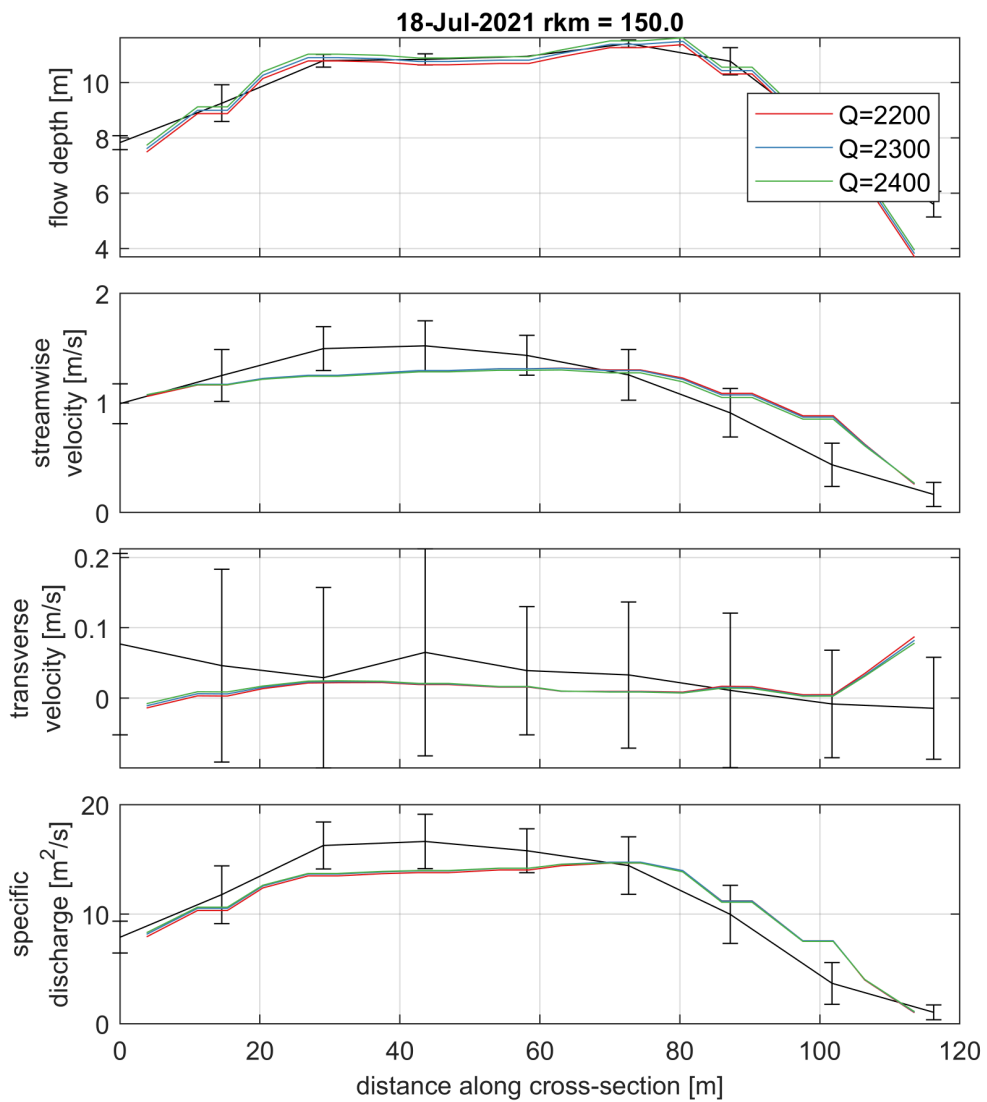 18-Jul-2021 rkm = 150.0
flow depth [m]
10
8
6
4
Q=2200
Q=2300
Q=2400
streamwise
velocity [m/s]
2
1
0
transverse
velocity [m/s]
0.2
0.1
0
specific
discharge [m²/s]
20
10
0
0 20 40 60 80 100 120
distance along cross-section [m]